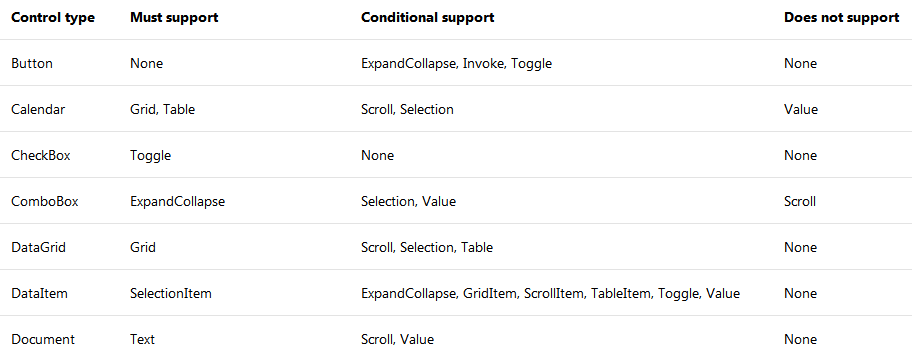 Control type Must support Conditional support Does not support
Button None ExpandCollapse, Invoke, Toggle None
Calendar Grid, Table Scroll, Selection Value
CheckBox Toggle None None
ComboBox ExpandCollapse Selection, Value Scroll
DataGrid Grid Scroll, Selection, Table None
DataItem SelectionItem ExpandCollapse, GridItem, ScrollItem, TableItem, Toggle, Value None
Document Text Scroll, Value None